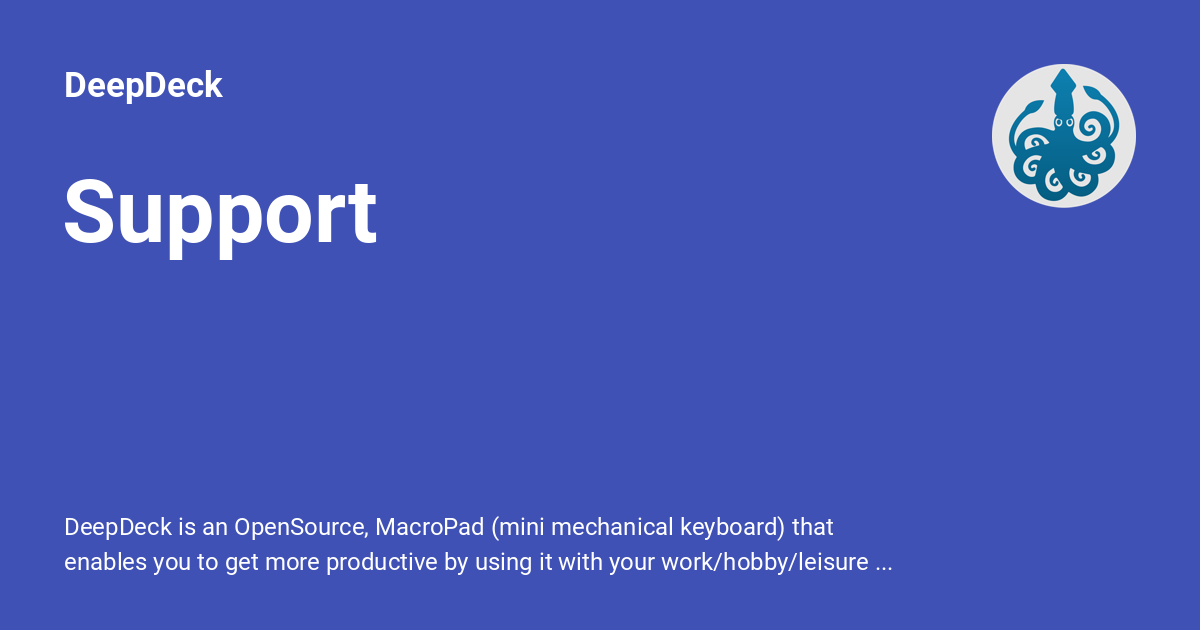 DeepDeck
Support
DeepDeck is an OpenSource, MacroPad (mini mechanical keyboard) that
enables you to get more productive by using it with your work/hobby/leisure ...